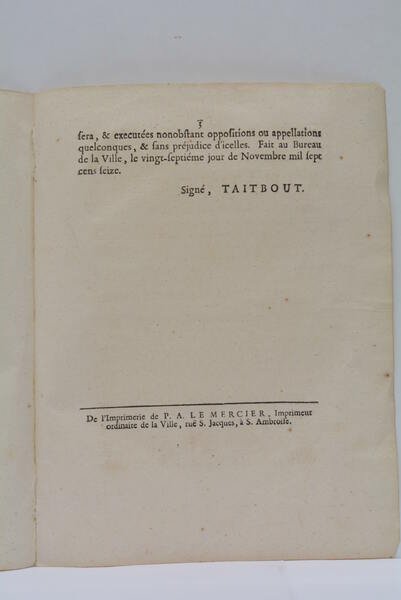 3
ſera, & executées nonobſtant oppoſitions ou appellations
quelconques, & ſans préjudice d'icelles. Fait au Bureau
de la Ville, le vingt-ſeptiéme jour de Novembre mil ſept
cens ſeize.
Signé, TAITBOUT.
De l'Imprimerie de P. A. LE MERCIER, Imprimeur
ordinaire de la Ville, ruë S. Jacques, à S. Ambroiſe.